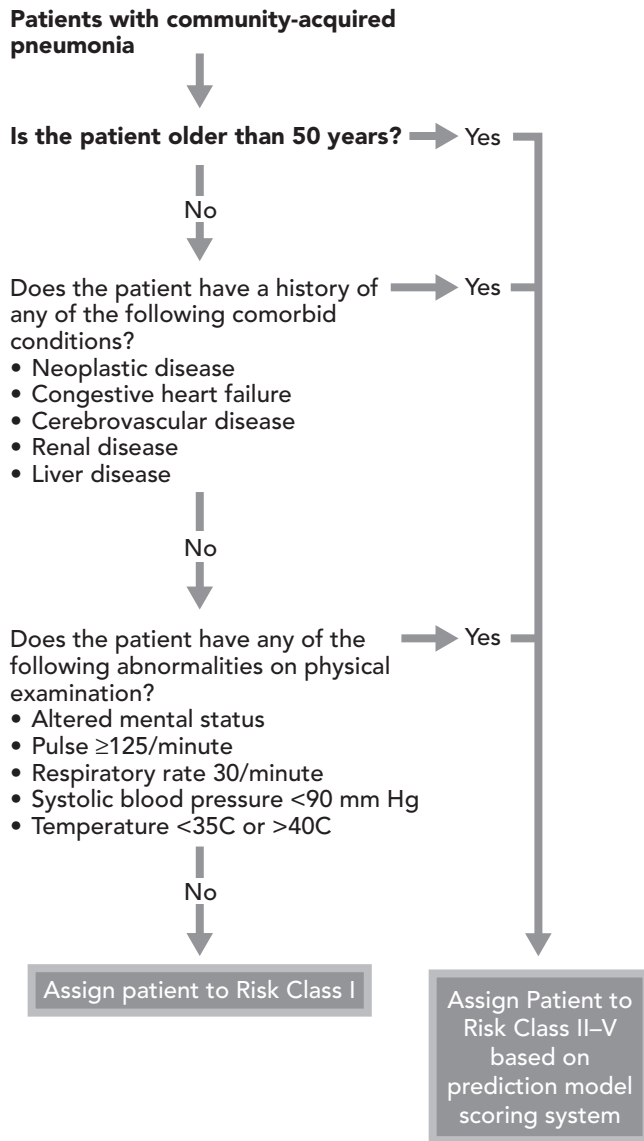 Patients with community-acquired
pneumonia
Is the patient older than 50 years?
Yes
No
Does the patient have a history of
any of the following comorbid
conditions?
• Neoplastic disease
• Congestive heart failure
• Cerebrovascular disease
• Renal disease
• Liver disease
Yes
No
Does the patient have any of the
following abnormalities on physical
examination?
• Altered mental status
• Pulse ≥125/minute
• Respiratory rate 30/minute
• Systolic blood pressure <90 mm Hg
• Temperature <35C or >40C
Yes
No
Assign patient to Risk Class I
Assign Patient to
Risk Class II–V
based on
prediction model
scoring system